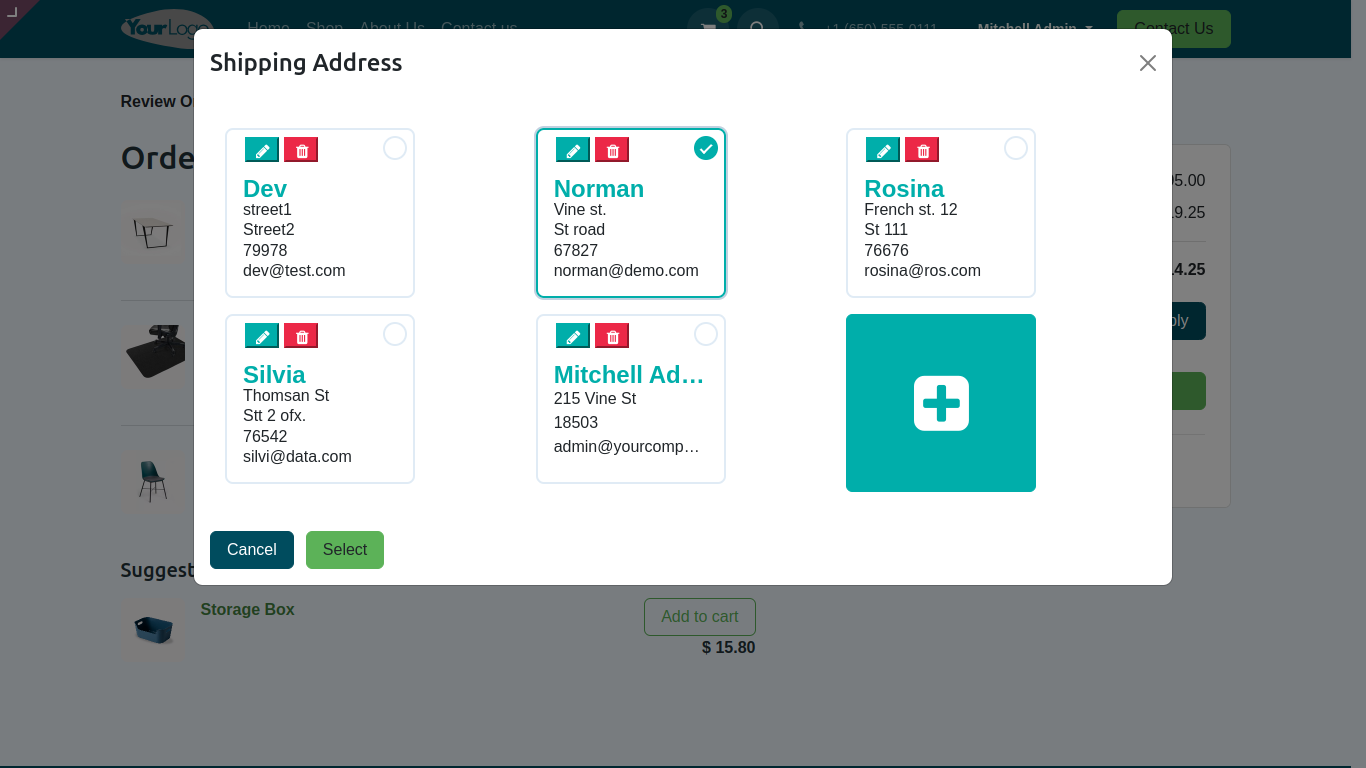 YourLogo
Home Shop About Us Contact us
3
+1 (650) 555-0111
Mitchell Admin
Contact Us
Shipping Address
Review O
Orde
Dev
street1
Street2
79978
dev@test.com
Norman
Vine st.
St road
67827
norman@demo.com
Rosina
French st. 12
St 111
76676
rosina@ros.com
Silvia
Thomsan St
Stt 2 ofx.
76542
silvi@data.com
Mitchell Ad...
215 Vine St
18503
admin@yourcomp...
Cancel
Select
05.00
9.25
4.25
ply
Suggest
Storage Box
Add to cart
$ 15.80